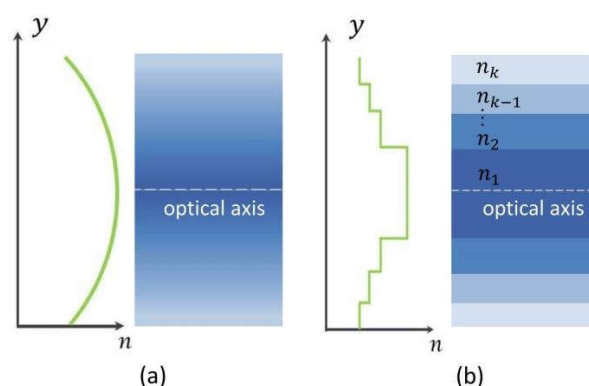 y
n
optical axis
(a)
y
n
n_k
n_{k-1}
⋮
n_2
n_1
optical axis
(b)